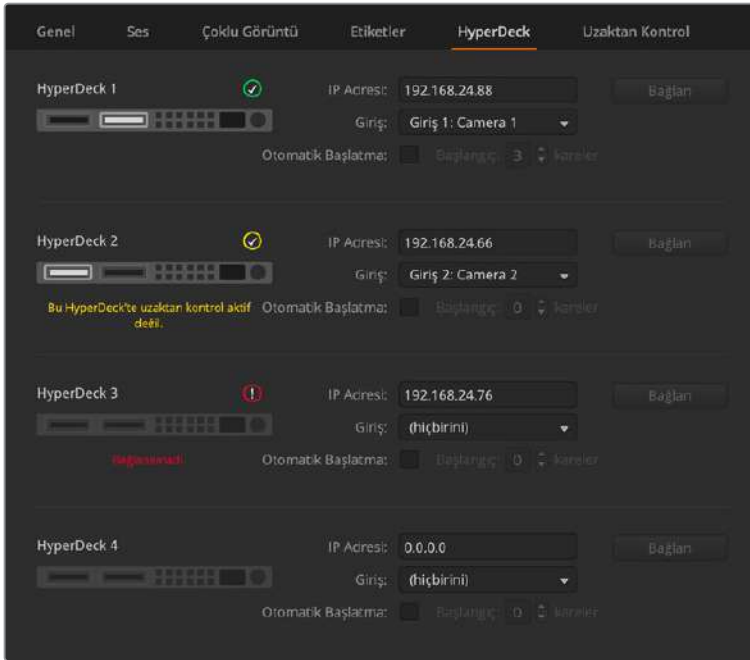 Genel Ses Çoklu Görüntü Etiketler HyperDeck Uzaktan Kontrol
HyperDeck 1 IP Adresi: 192.168.24.88 Bağlan
Giriş: Giriş 1: Camera 1
Otomatik Başlatma: Başlangıç: 3 kareler
HyperDeck 2 IP Adresi: 192.168.24.66 Bağlan
Giriş: Giriş 2: Camera 2
Bu HyperDeck'te uzaktan kontrol aktif Otomatik Başlatma: Başlangıç: 0 kareler
değil.
HyperDeck 3 IP Adresi: 192.168.24.76 Bağlan
Giriş: (hiçbirini)
Bağlanamadı. Otomatik Başlatma: Başlangıç: 0 kareler
HyperDeck 4 IP Adresi: 0.0.0.0 Bağlan
Giriş: (hiçbirini)
Otomatik Başlatma: Başlangıç: 0 kareler